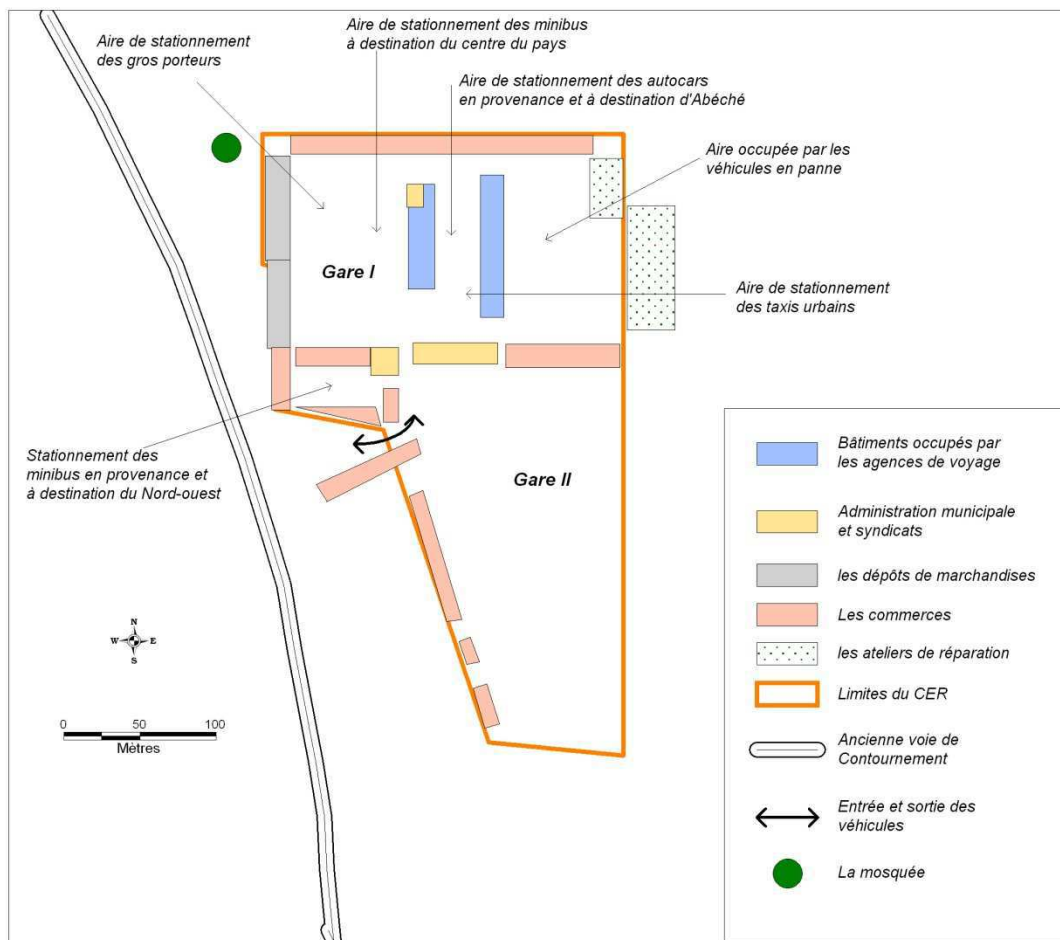 Aire de stationnement
des gros porteurs
Aire de stationnement des minibus
à destination du centre du pays
Aire de stationnement des autocars
en provenance et à destination d'Abéché
Aire occupée par les
véhicules en panne
Gare I
Aire de stationnement
des taxis urbains
Stationnement des
minibus en provenance et
à destination du Nord-ouest
Gare II
N
W E
S
0 50 100
Mètres
Bâtiments occupés par
les agences de voyage
Administration municipale
et syndicats
les dépôts de marchandises
Les commerces
les ateliers de réparation
Limites du CER
Ancienne voie de
Contournement
Entrée et sortie des
véhicules
La mosquée